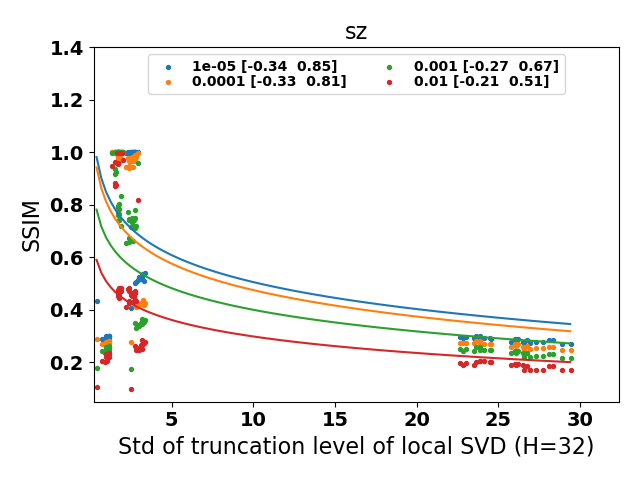 sz
1e-05 [-0.34  0.85]
0.0001 [-0.33  0.81]
0.001 [-0.27  0.67]
0.01 [-0.21  0.51]
SSIM
1.4
1.2
1.0
0.8
0.6
0.4
0.2
5 10 15 20 25 30
Std of truncation level of local SVD (H=32)